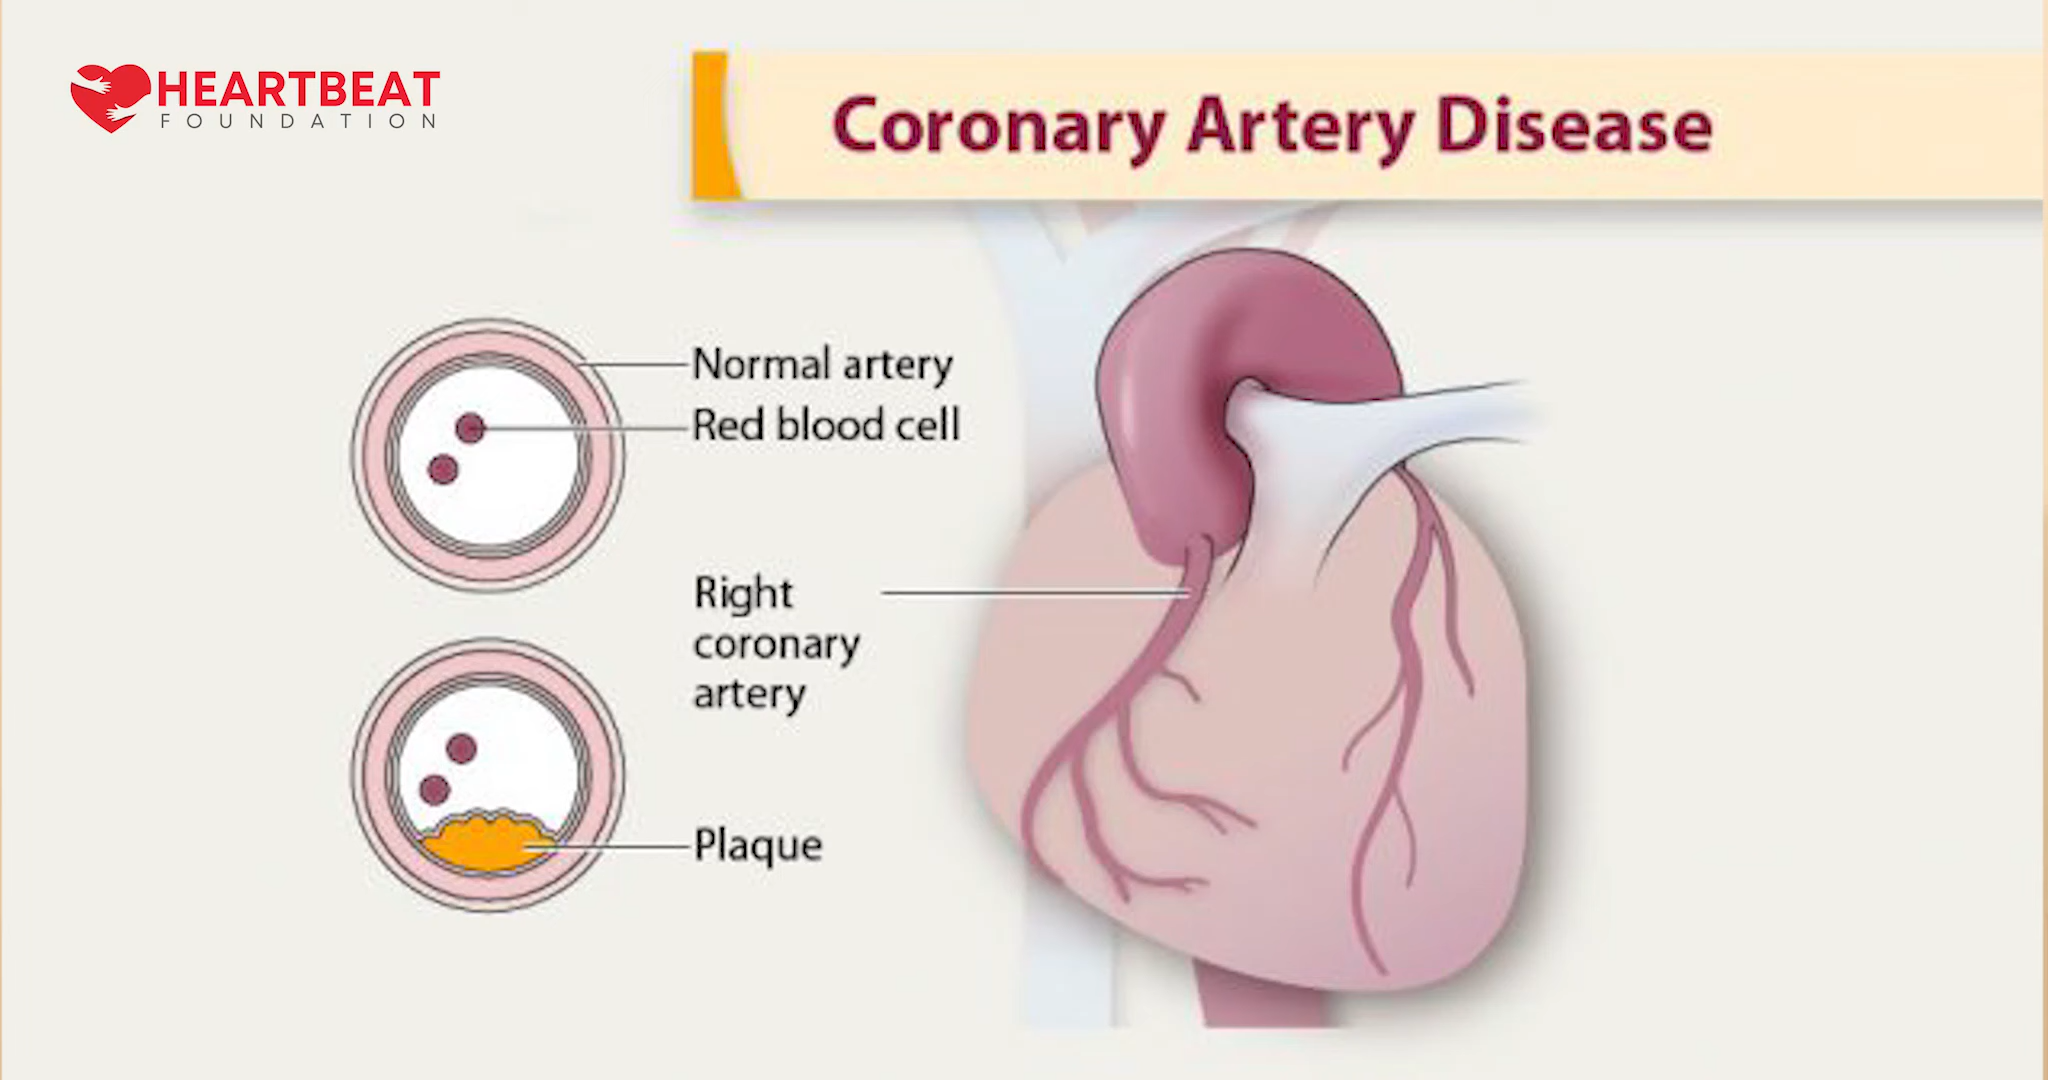 HEARTBEAT
FOUNDATION
Coronary Artery Disease
Normal artery
Red blood cell
Right
coronary
artery
Plaque